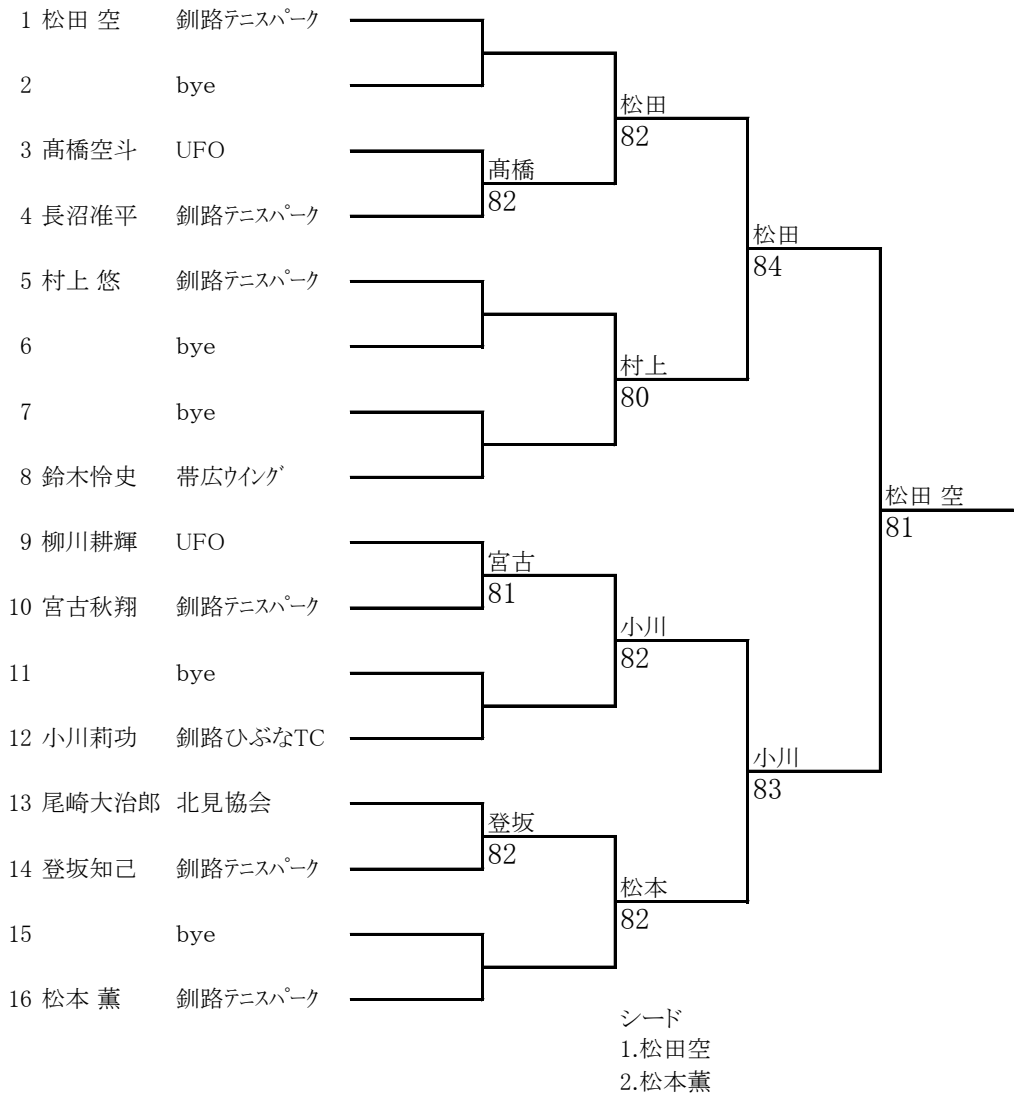 1 松田 空 釧路ﾃﾆｽﾊﾟｰｸ
2 bye
3 髙橋空斗 UFO
4 長沼准平 釧路ﾃﾆｽﾊﾟｰｸ
5 村上 悠 釧路ﾃﾆｽﾊﾟｰｸ
6 bye
7 bye
8 鈴木怜史 帯広ｳｲﾝｸﾞ
9 柳川耕輝 UFO
10 宮古秋翔 釧路ﾃﾆｽﾊﾟｰｸ
11 bye
12 小川莉功 釧路ひぶなTC
13 尾崎大治郎 北見協会
14 登坂知己 釧路ﾃﾆｽﾊﾟｰｸ
15 bye
16 松本 薫 釧路ﾃﾆｽﾊﾟｰｸ
髙橋
82
宮古
81
登坂
82
松田
82
村上
80
小川
82
松本
82
松田
84
小川
83
松田 空
81
シード
1.松田空
2.松本薫